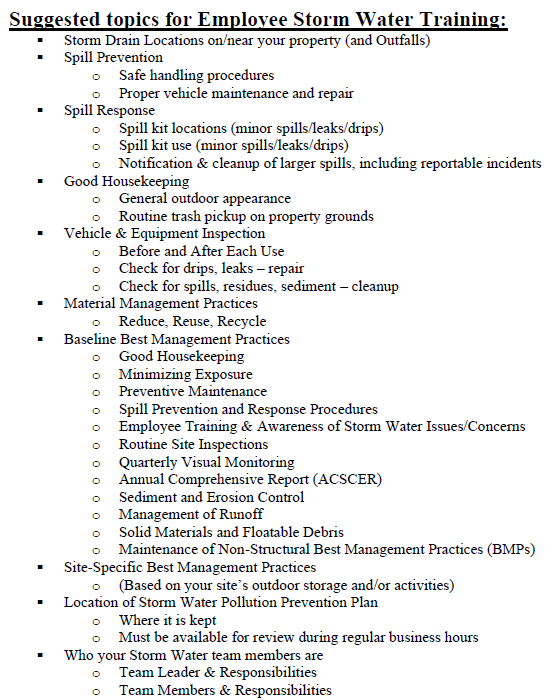 Suggested topics for Employee Storm Water Training:
▪ Storm Drain Locations on/near your property (and Outfalls)
▪ Spill Prevention
o Safe handling procedures
o Proper vehicle maintenance and repair
▪ Spill Response
o Spill kit locations (minor spills/leaks/drips)
o Spill kit use (minor spills/leaks/drips)
o Notification & cleanup of larger spills, including reportable incidents
▪ Good Housekeeping
o General outdoor appearance
o Routine trash pickup on property grounds
▪ Vehicle & Equipment Inspection
o Before and After Each Use
o Check for drips, leaks – repair
o Check for spills, residues, sediment – cleanup
▪ Material Management Practices
o Reduce, Reuse, Recycle
▪ Baseline Best Management Practices
o Good Housekeeping
o Minimizing Exposure
o Preventive Maintenance
o Spill Prevention and Response Procedures
o Employee Training & Awareness of Storm Water Issues/Concerns
o Routine Site Inspections
o Quarterly Visual Monitoring
o Annual Comprehensive Report (ACSCER)
o Sediment and Erosion Control
o Management of Runoff
o Solid Materials and Floatable Debris
o Maintenance of Non-Structural Best Management Practices (BMPs)
▪ Site-Specific Best Management Practices
o (Based on your site's outdoor storage and/or activities)
▪ Location of Storm Water Pollution Prevention Plan
o Where it is kept
o Must be available for review during regular business hours
▪ Who your Storm Water team members are
o Team Leader & Responsibilities
o Team Members & Responsibilities